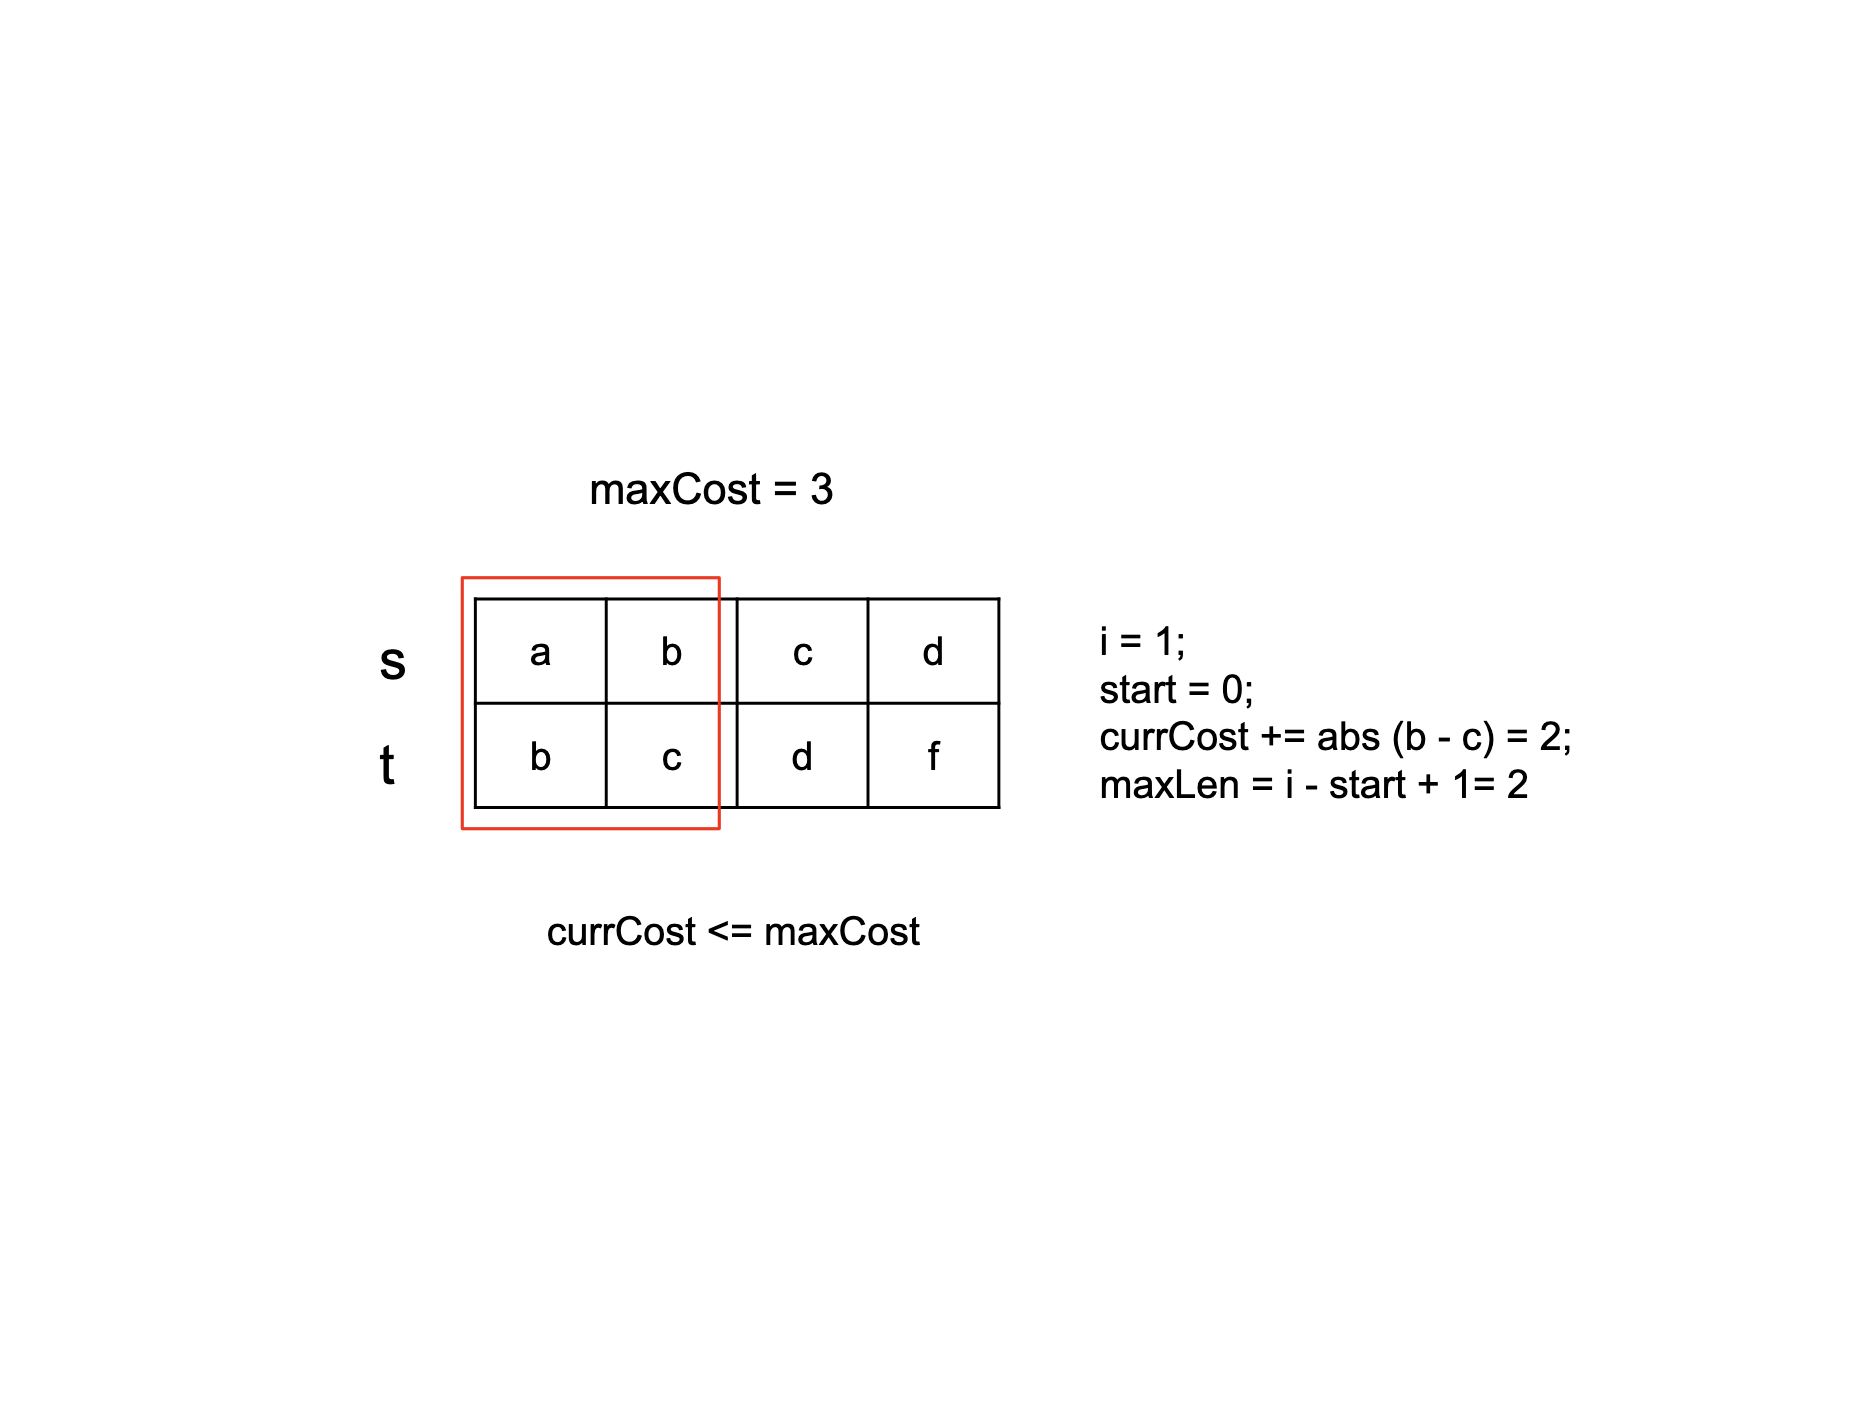 maxCost = 3
s a b c d
t b c d f
i = 1;
start = 0;
currCost += abs (b - c) = 2;
maxLen = i - start + 1= 2
currCost <= maxCost